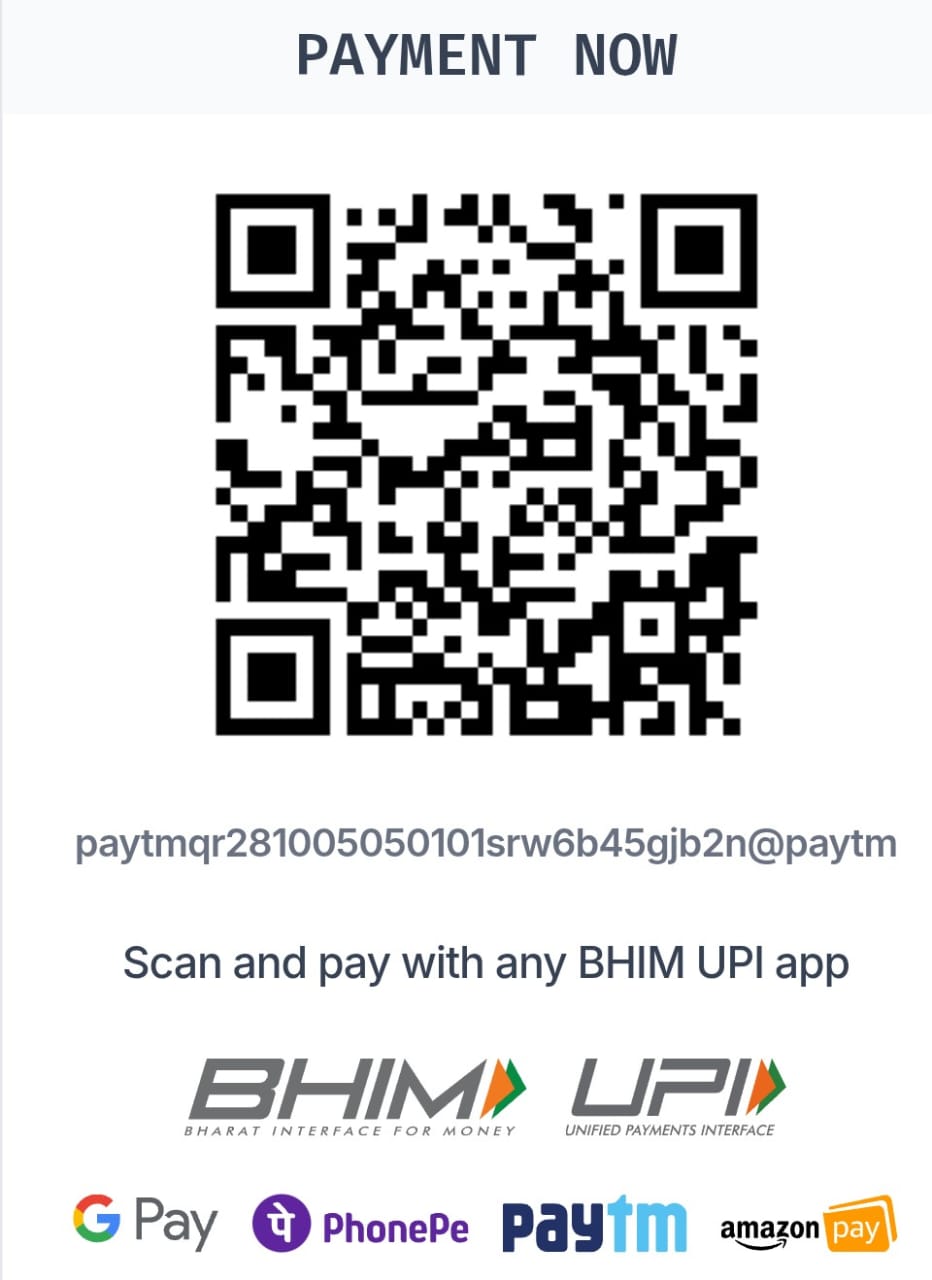 PAYMENT NOW
paytmqr281005050101srw6b45gjb2n@paytm
Scan and pay with any BHIM UPI app
BHIM UPI
BHARAT INTERFACE FOR MONEY UNIFIED PAYMENTS INTERFACE
G Pay पे PhonePe paytm amazon pay